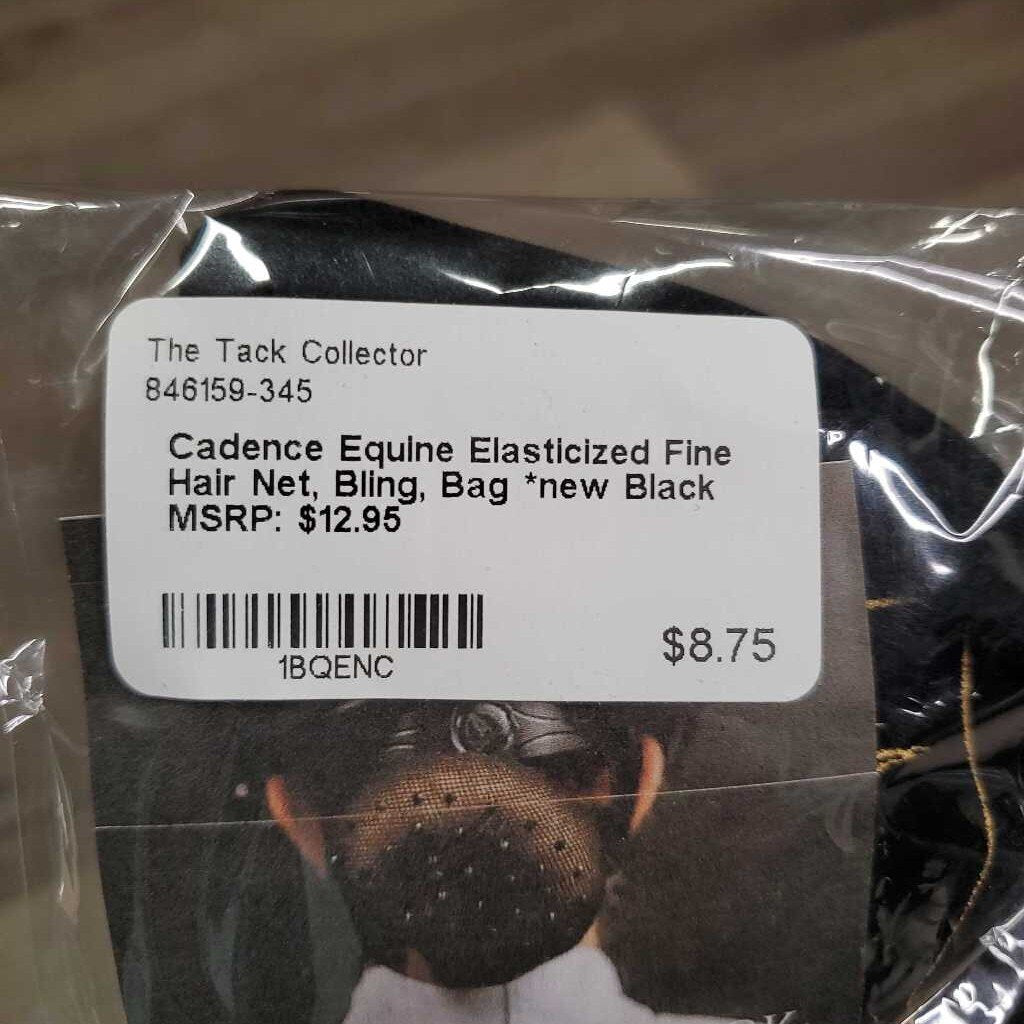 The Tack Collector
846159-345
Cadence Equine Elasticized Fine
Hair Net, Bling, Bag *new Black
MSRP: $12.95
1BQENC
$8.75